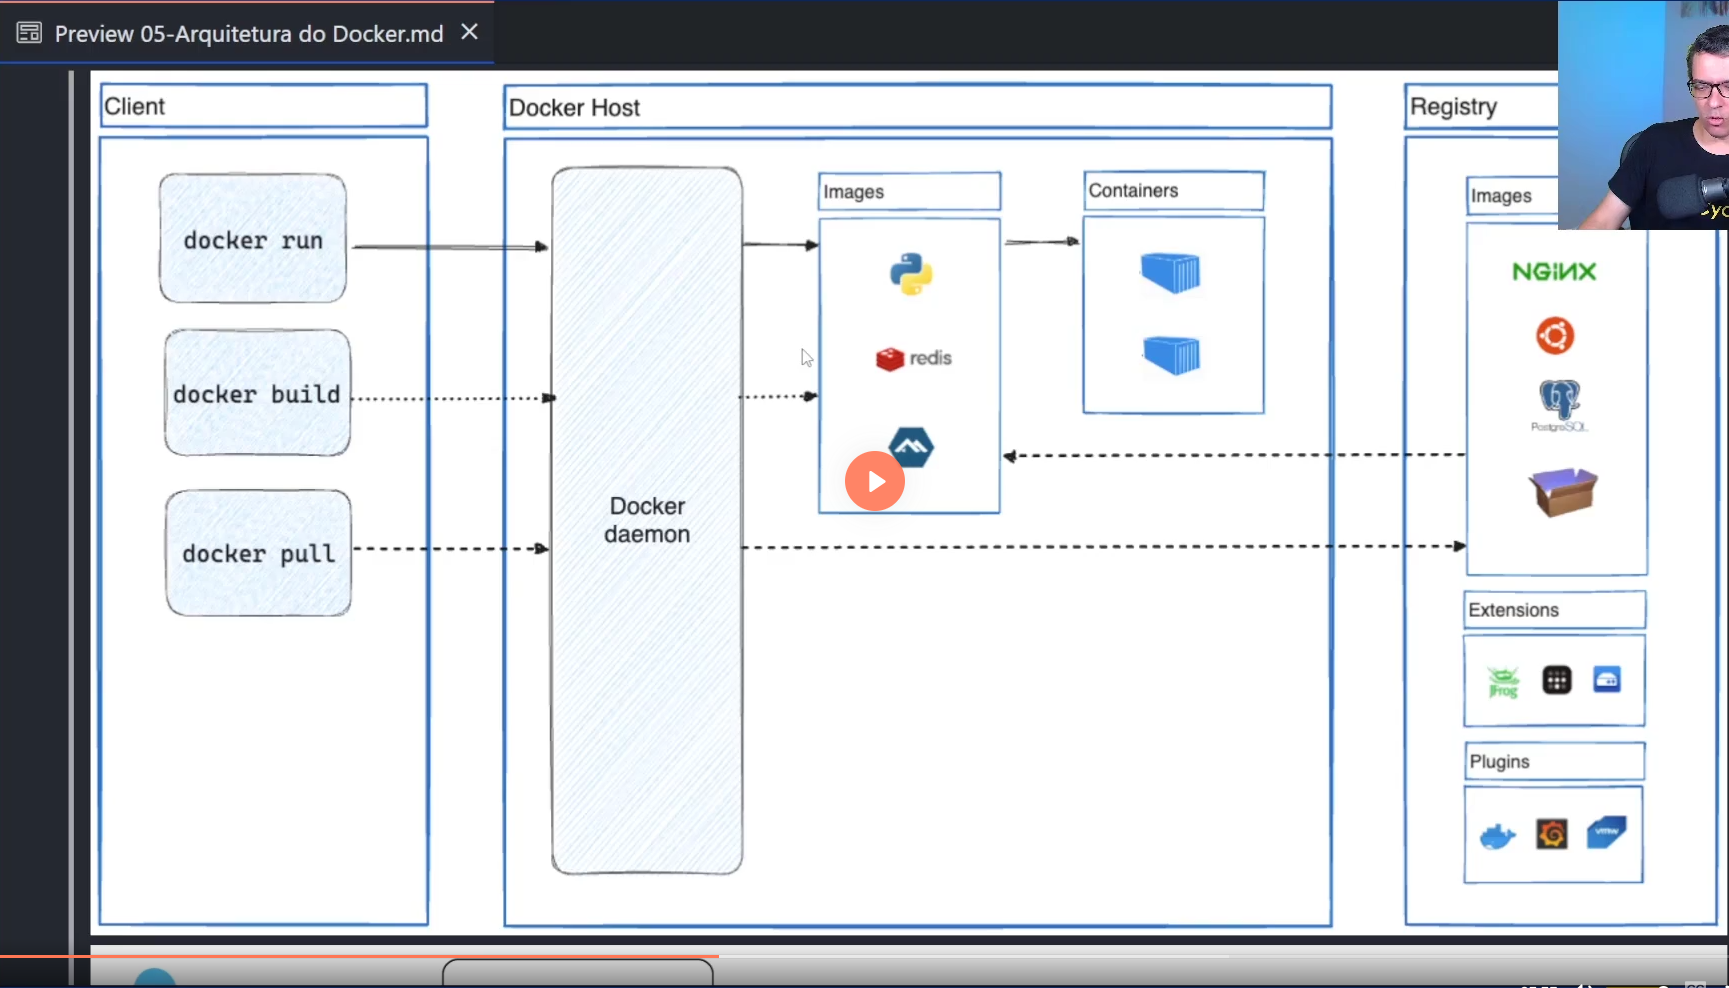 Preview 05-Arquitetura do Docker.md
Client
Docker Host
Registry
docker run
docker build
docker pull
Docker
daemon
Images
redis
Containers
Images
NGINX
PostgreSQL
Extensions
JFrog
Plugins
vmw